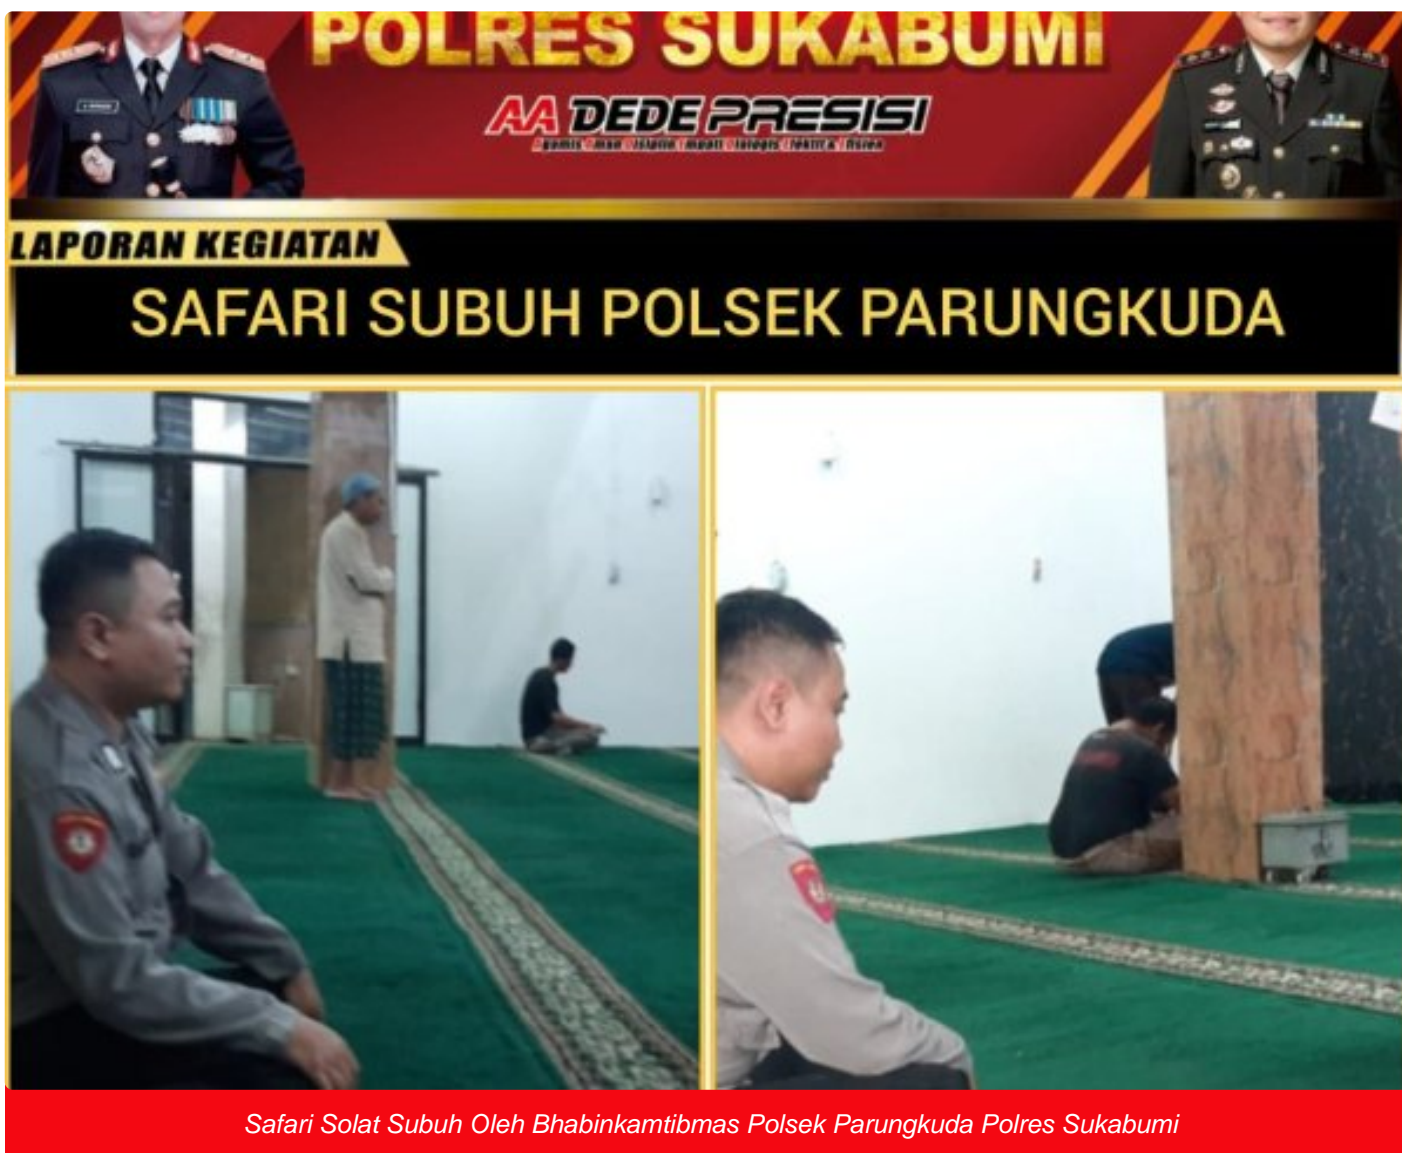 POLRES SUKABUMI
AA DEDE PRESISI
LAPORAN KEGIATAN
SAFARI SUBUH POLSEK PARUNGKUDA
Safari Solat Subuh Oleh Bhabinkamtibmas Polsek Parungkuda Polres Sukabumi